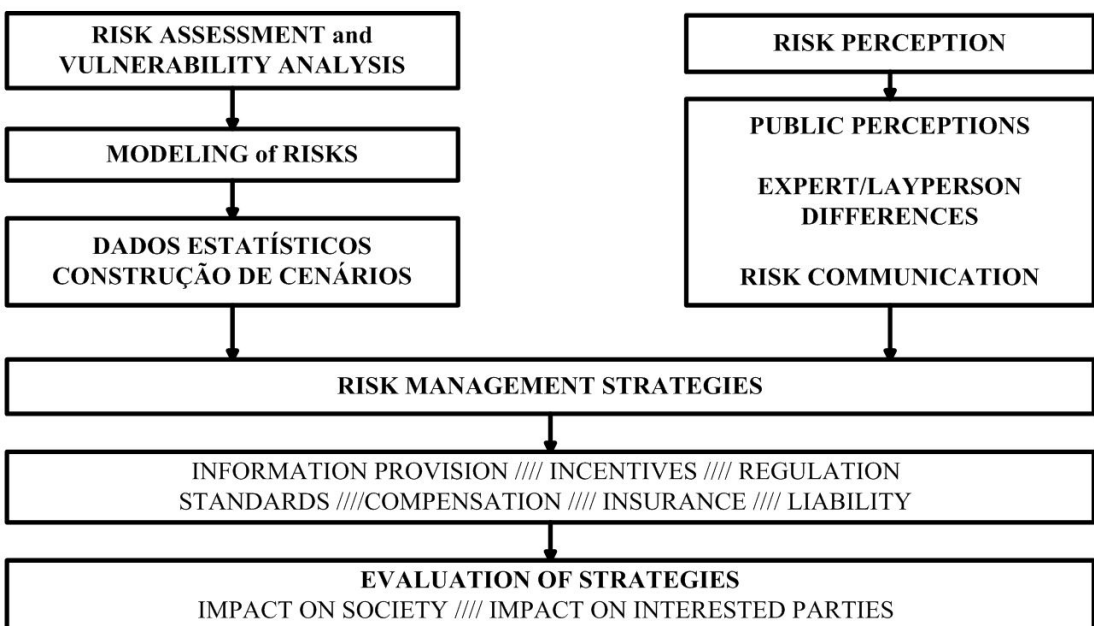 RISK ASSESSMENT and
VULNERABILITY ANALYSIS
MODELING of RISKS
DADOS ESTATÍSTICOS
CONSTRUÇÃO DE CENÁRIOS
RISK PERCEPTION
PUBLIC PERCEPTIONS
EXPERT/LAYPERSON
DIFFERENCES
RISK COMMUNICATION
RISK MANAGEMENT STRATEGIES
INFORMATION PROVISION //// INCENTIVES //// REGULATION
STANDARDS ////COMPENSATION //// INSURANCE //// LIABILITY
EVALUATION OF STRATEGIES
IMPACT ON SOCIETY //// IMPACT ON INTERESTED PARTIES